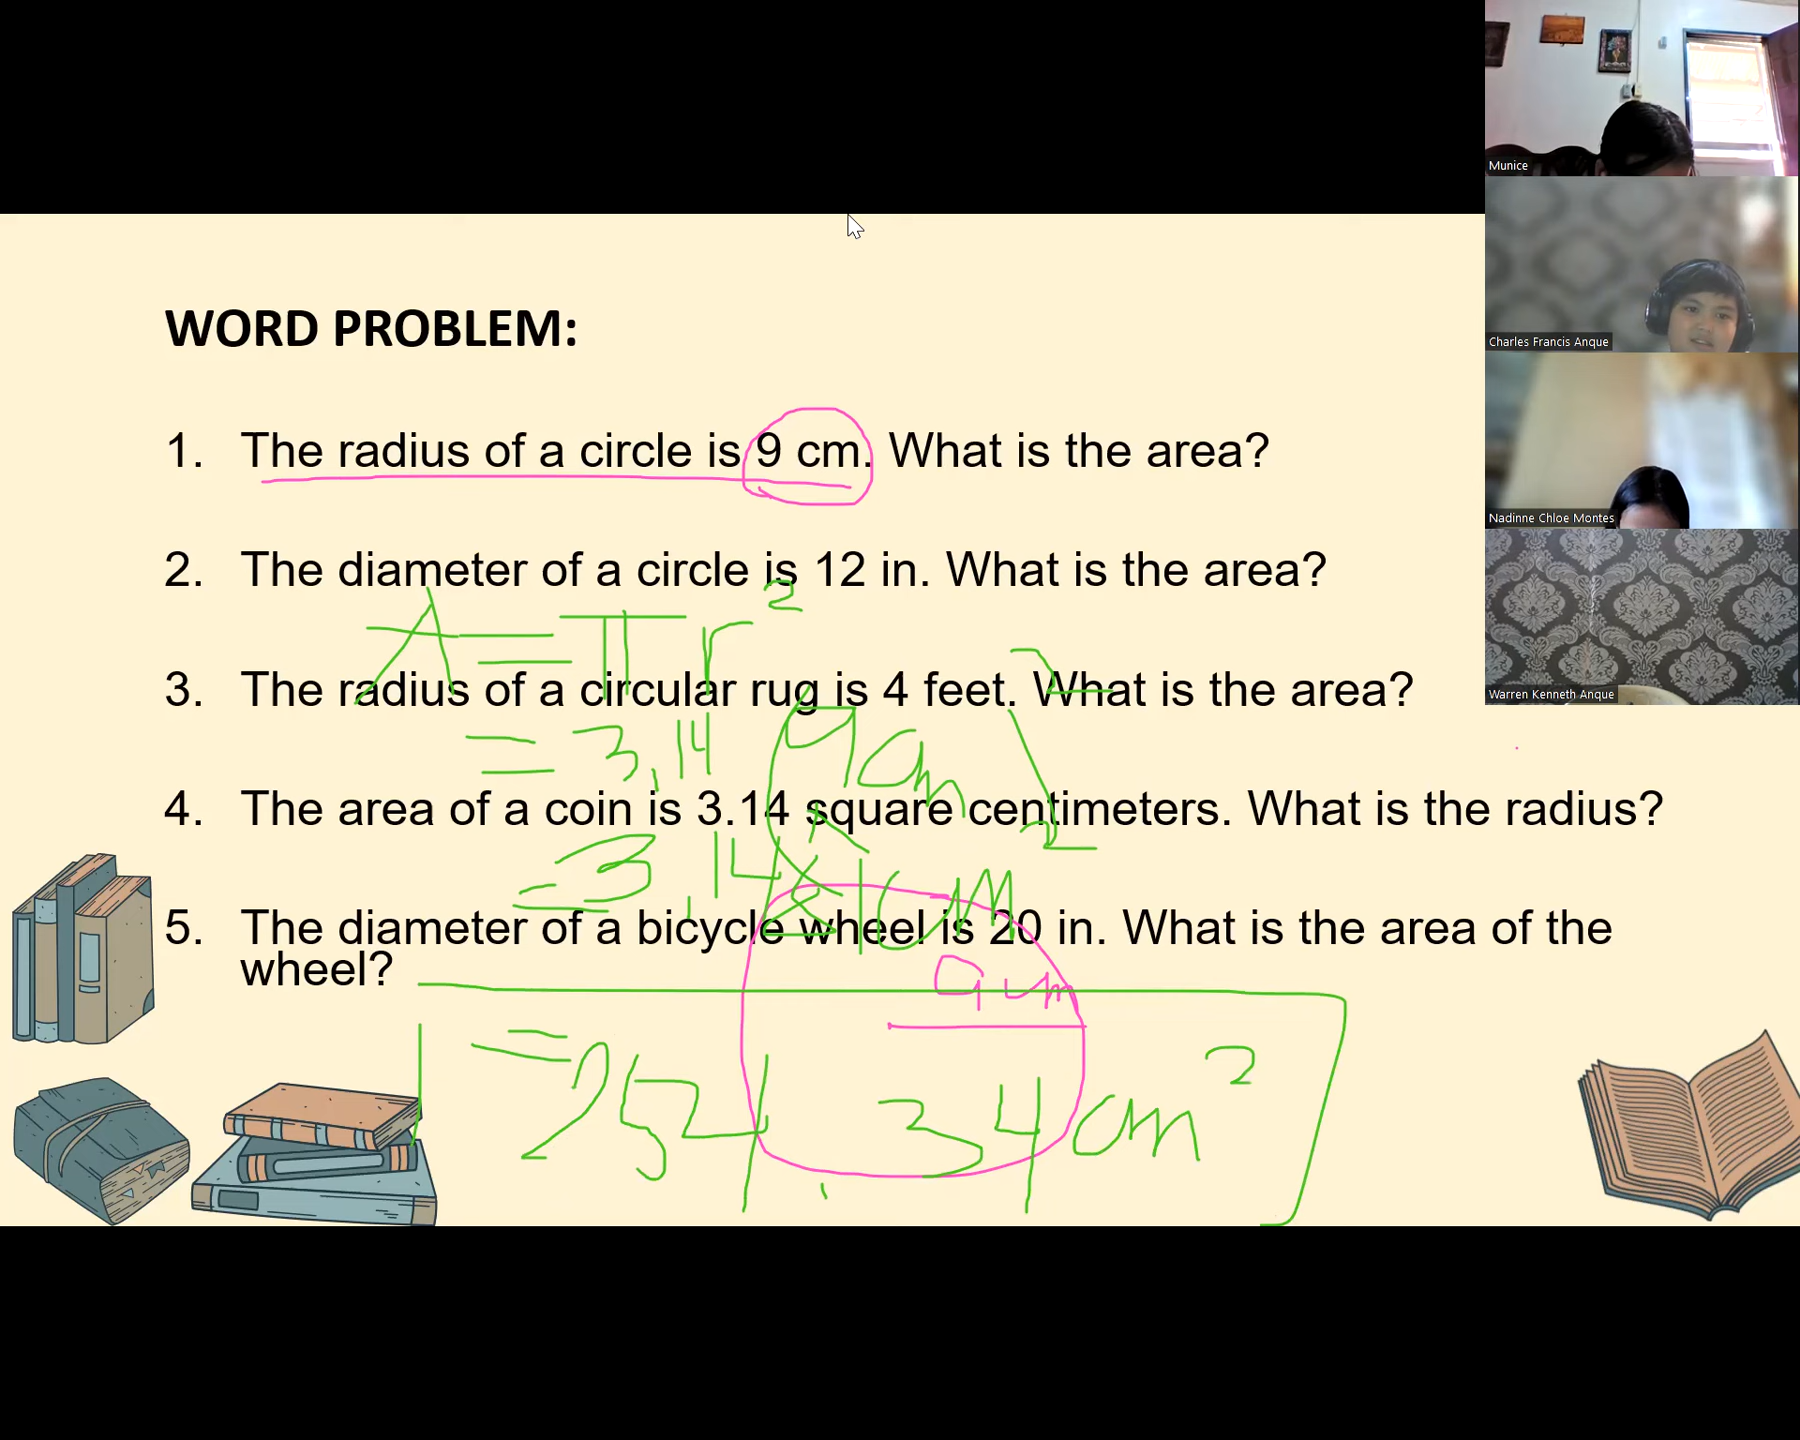 WORD PROBLEM:
1. The radius of a circle is 9 cm. What is the area?
2. The diameter of a circle is 12 in. What is the area?
A = π r²
3. The radius of a circular rug is 4 feet. What is the area?
= 3.14 (9cm)²
4. The area of a coin is 3.14 square centimeters. What is the radius?
= 3.14 x 81cm²
5. The diameter of a bicycle wheel is 20 in. What is the area of the
wheel?
9cm
= 254.34cm²
Munice
Charles Francis Anque
Nadinne Chloe Montes
Warren Kenneth Anque